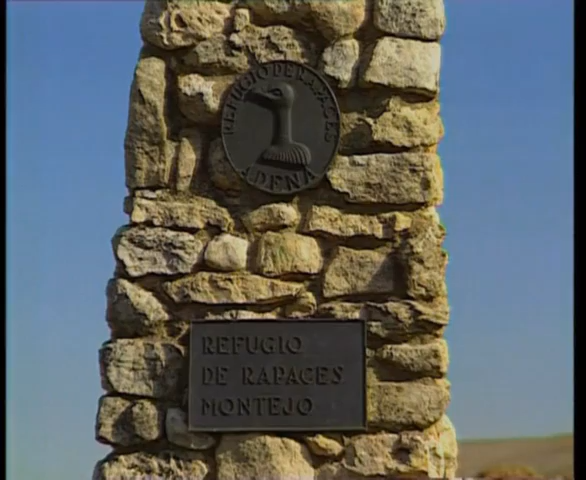 REFUGIO DE RAPACES
ADENA
REFUGIO
DE RAPACES
MONTEJO